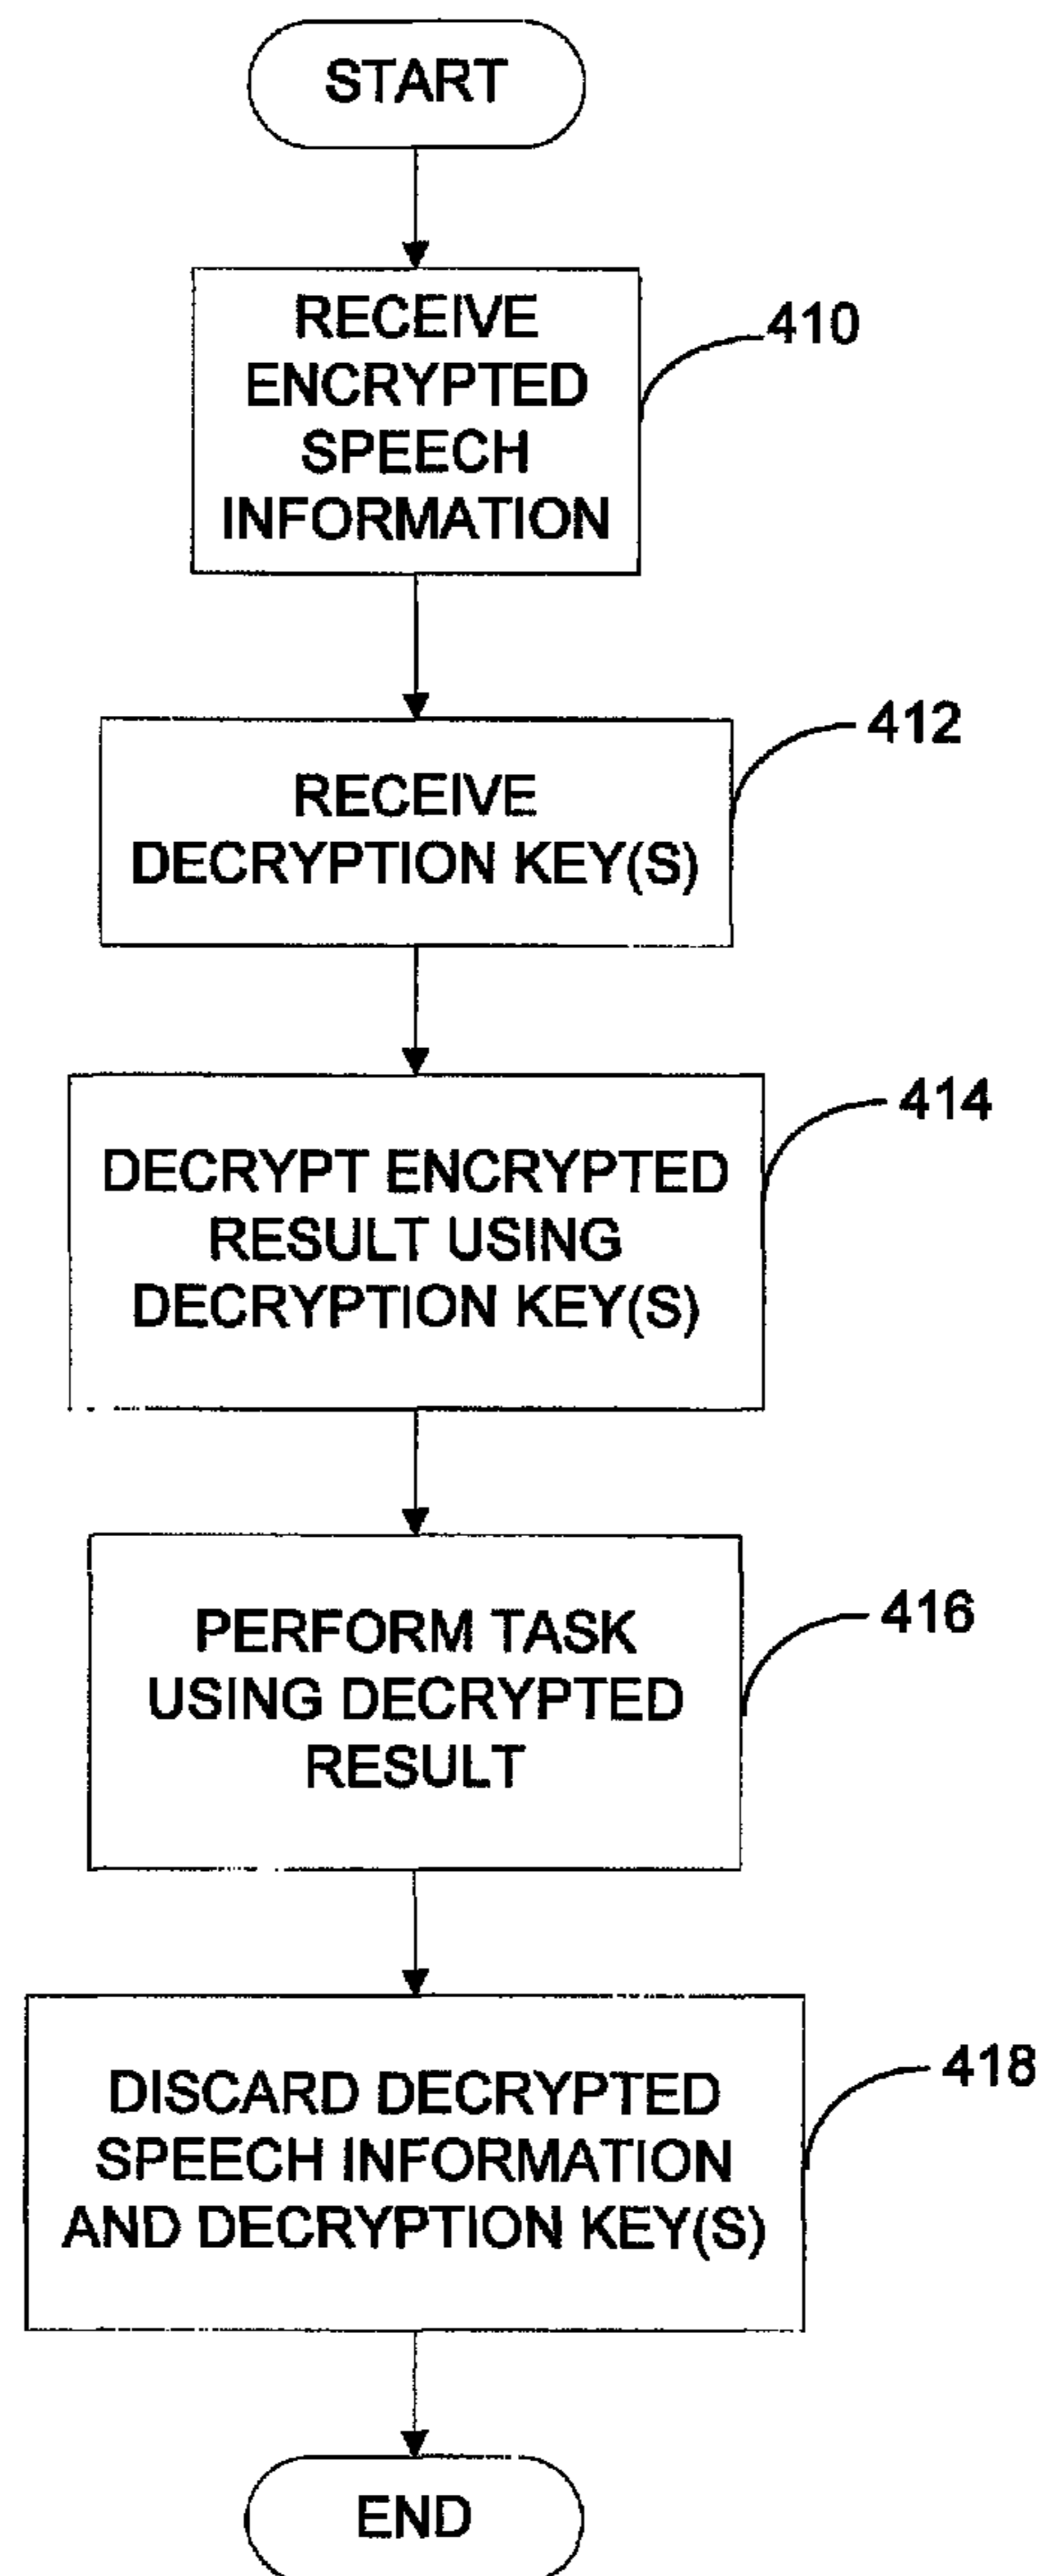 START
RECEIVE
ENCRYPTED
SPEECH
INFORMATION
410
RECEIVE
DECRYPTION KEY(S)
412
DECRYPT ENCRYPTED
RESULT USING
DECRYPTION KEY(S)
414
PERFORM TASK
USING DECRYPTED
RESULT
416
DISCARD DECRYPTED
SPEECH INFORMATION
AND DECRYPTION KEY(S)
418
END